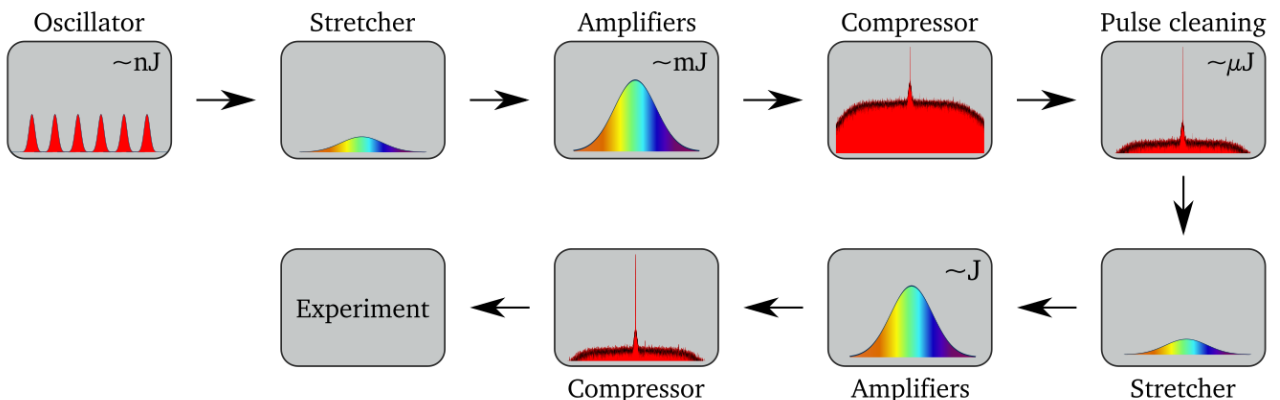 Oscillator
Stretcher
Amplifiers
Compressor
Pulse cleaning
~nJ
~mJ
~μJ
Experiment
~J
Compressor
Amplifiers
Stretcher